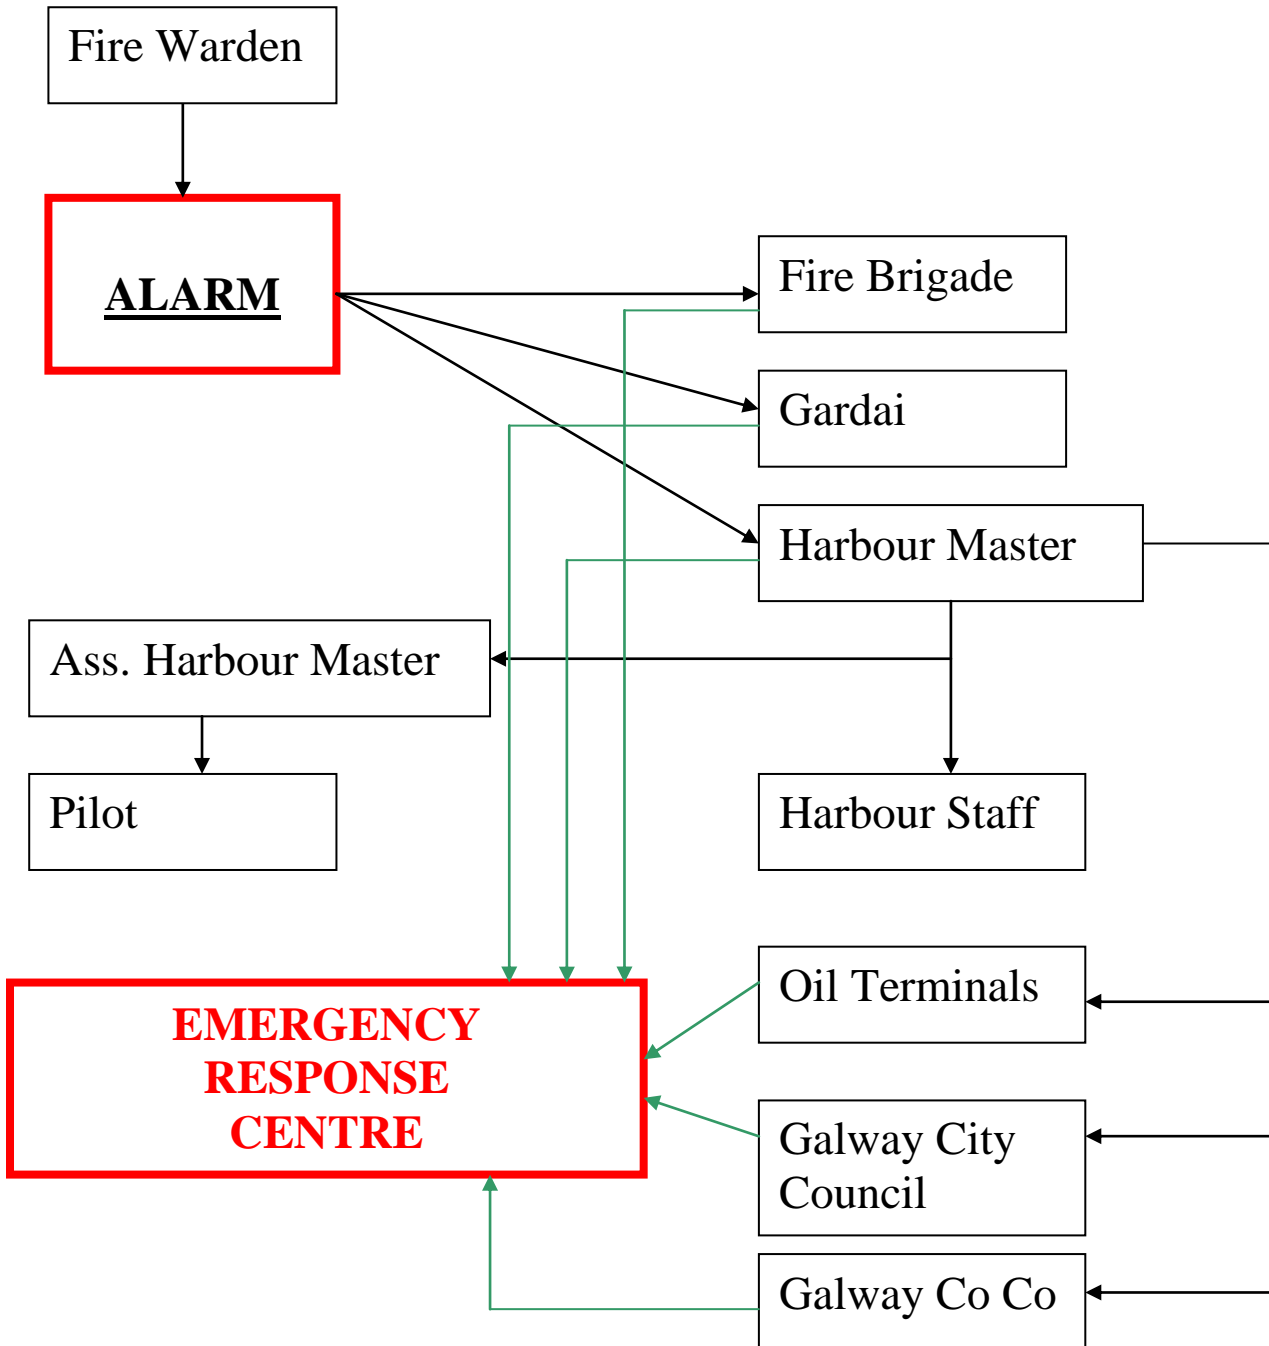 Fire Warden
ALARM
Fire Brigade
Gardai
Harbour Master
Ass. Harbour Master
Pilot
Harbour Staff
EMERGENCY
RESPONSE
CENTRE
Oil Terminals
Galway City
Council
Galway Co Co